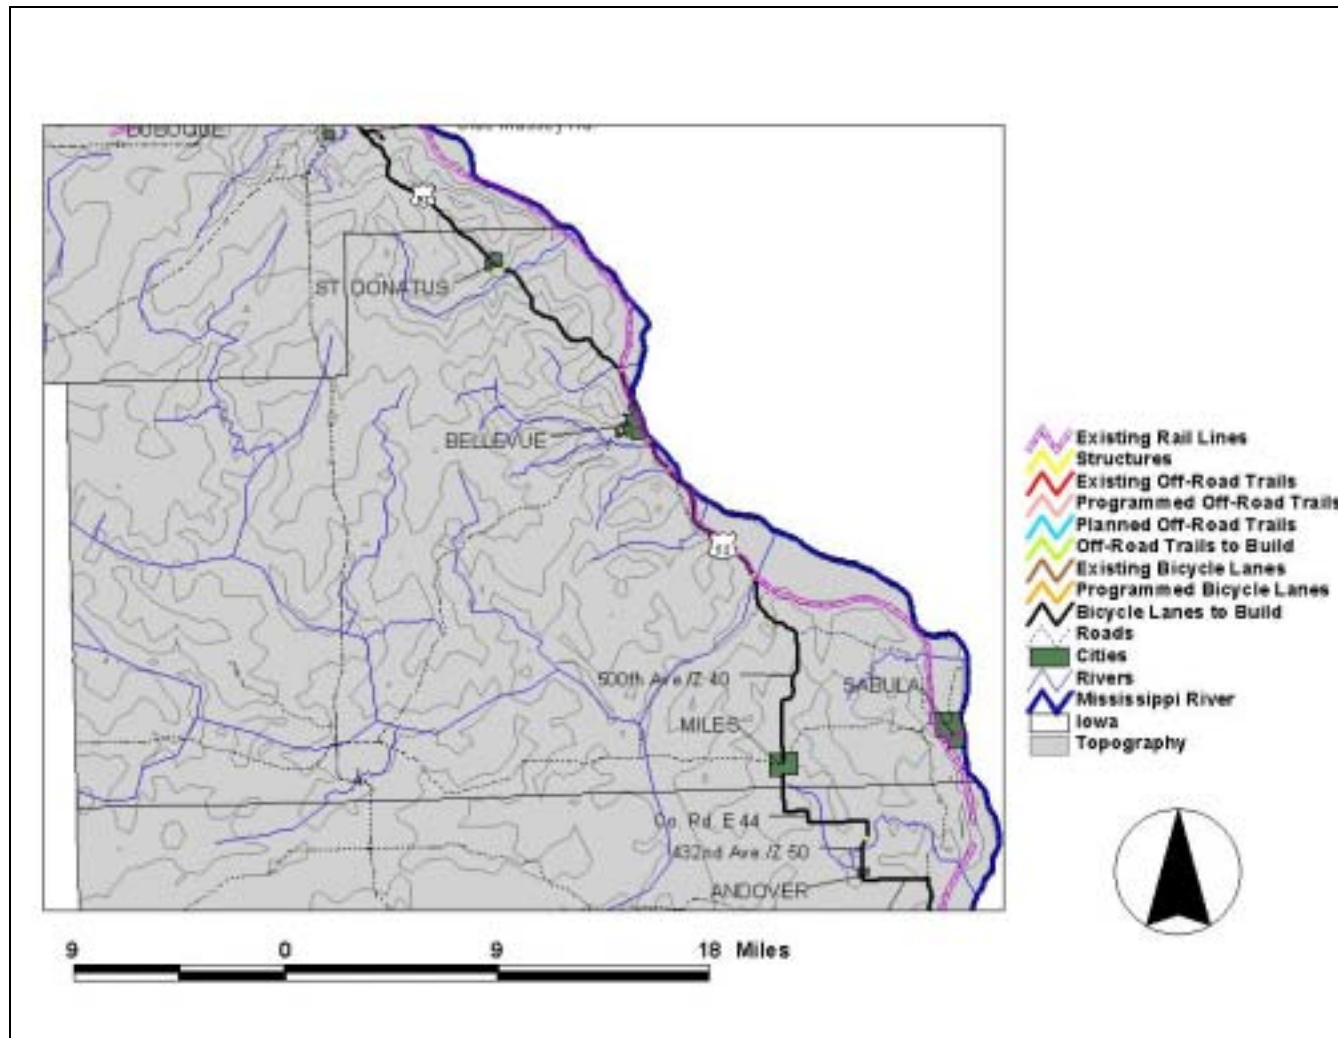 DUBUQUE
ST. DONATUS
BELLEVUE
500th Ave /Z 40
SABULA
MILES
Co. Rd. E 44
432nd Ave /Z 50
ANDOVER
Existing Rail Lines
Structures
Existing Off-Road Trails
Programmed Off-Road Trails
Planned Off-Road Trails
Off-Road Trails to Build
Existing Bicycle Lanes
Programmed Bicycle Lanes
Bicycle Lanes to Build
Roads
Cities
Rivers
Mississippi River
Iowa
Topography
9 0 9 18 Miles